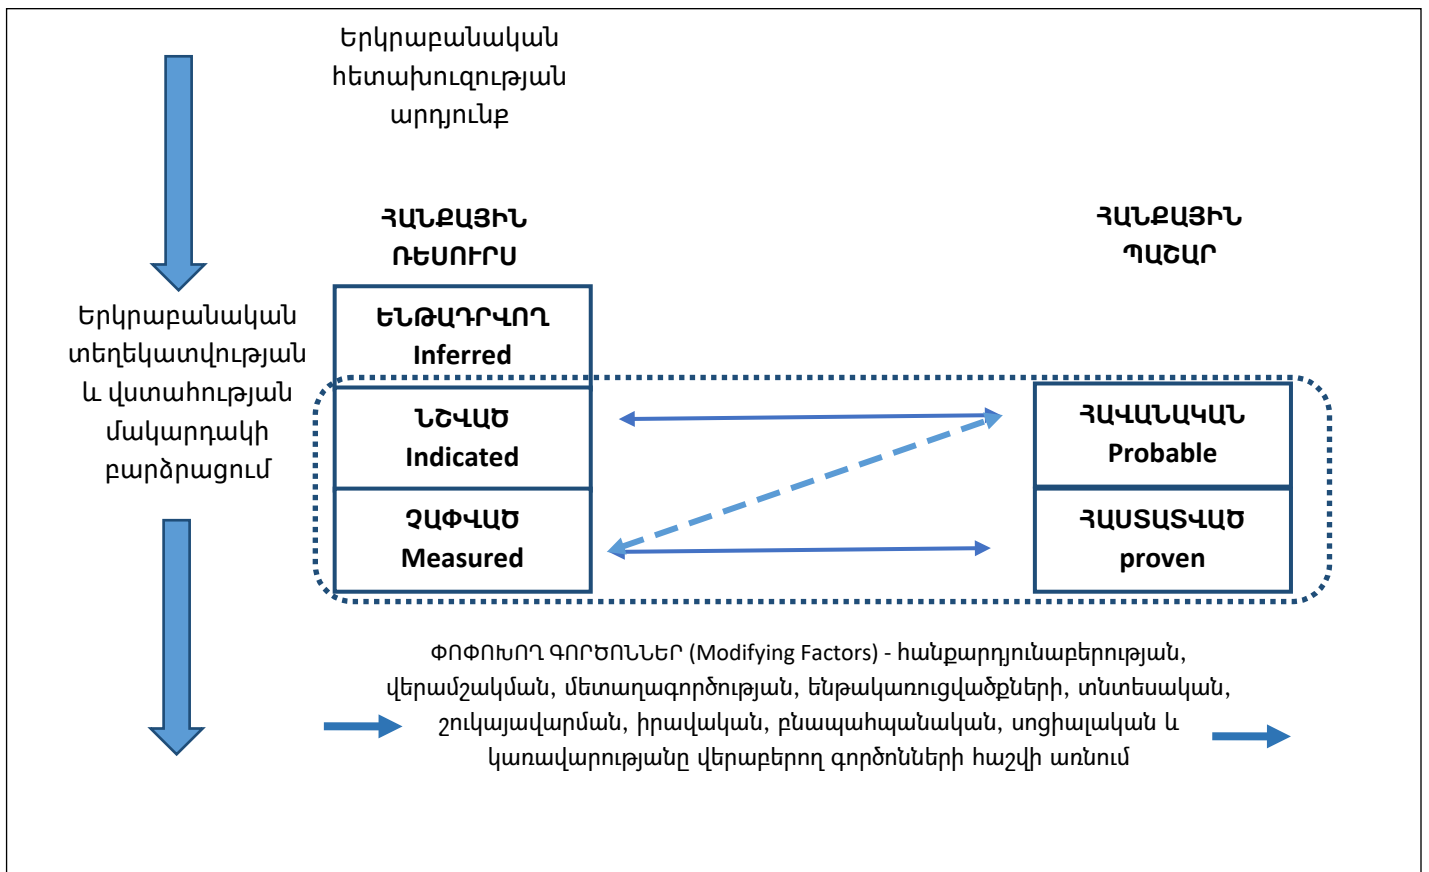 Երկրաբանական
հետախուզության
արդյունք
ՀԱՆՔԱՅԻՆ
ՌԵՍՈՒՐՍ
ՀԱՆՔԱՅԻՆ
ՊԱՇԱՐ
Երկրաբանական
տեղեկատվության
և վստահության
մակարդակի
բարձրացում
ԵՆԹԱԴՐՎՈՂ
Inferred
ՆՇՎԱԾ
Indicated
ՉԱՓՎԱԾ
Measured
ՀԱՎԱՆԱԿԱՆ
Probable
ՀԱՍՏԱՏՎԱԾ
proven
ՓՈՓՈԽՈՂ ԳՈՐԾՈՆՆԵՐ (Modifying Factors) - հանքարդյունաբերության,
վերամշակման, մետաղագործության, ենթակառուցվածքների, տնտեսական,
շուկայավարման, իրավական, բնապահպանական, սոցիալական և
կառավարությանը վերաբերող գործոնների հաշվի առնում